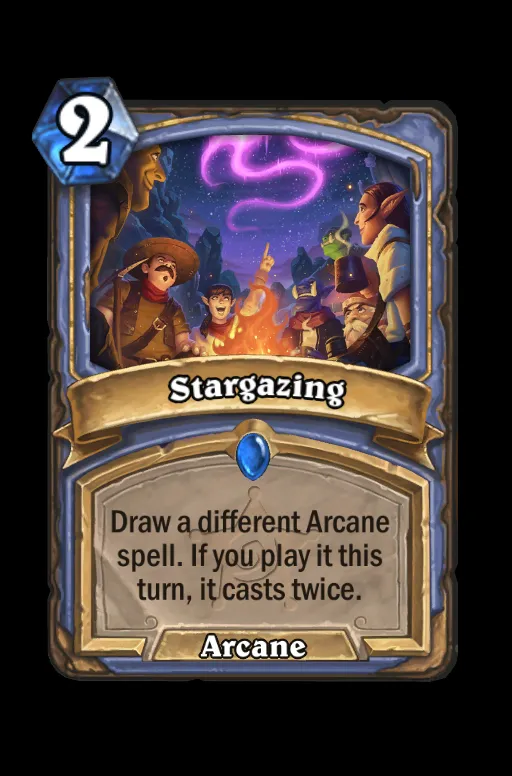 2
Stargazing
Draw a different Arcane
spell. If you play it this
turn, it casts twice.
Arcane